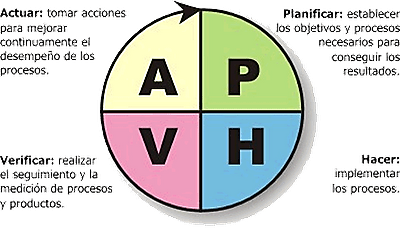 Actuar: tomar acciones
para mejorar
continuamente el
desempeño de los
procesos.
Planificar: establecer
los objetivos y procesos
necesarios para
conseguir los
resultados.
A
P
V
H
Verificar: realizar
el seguimiento y la
medición de procesos
y productos.
Hacer:
implementar
los procesos.